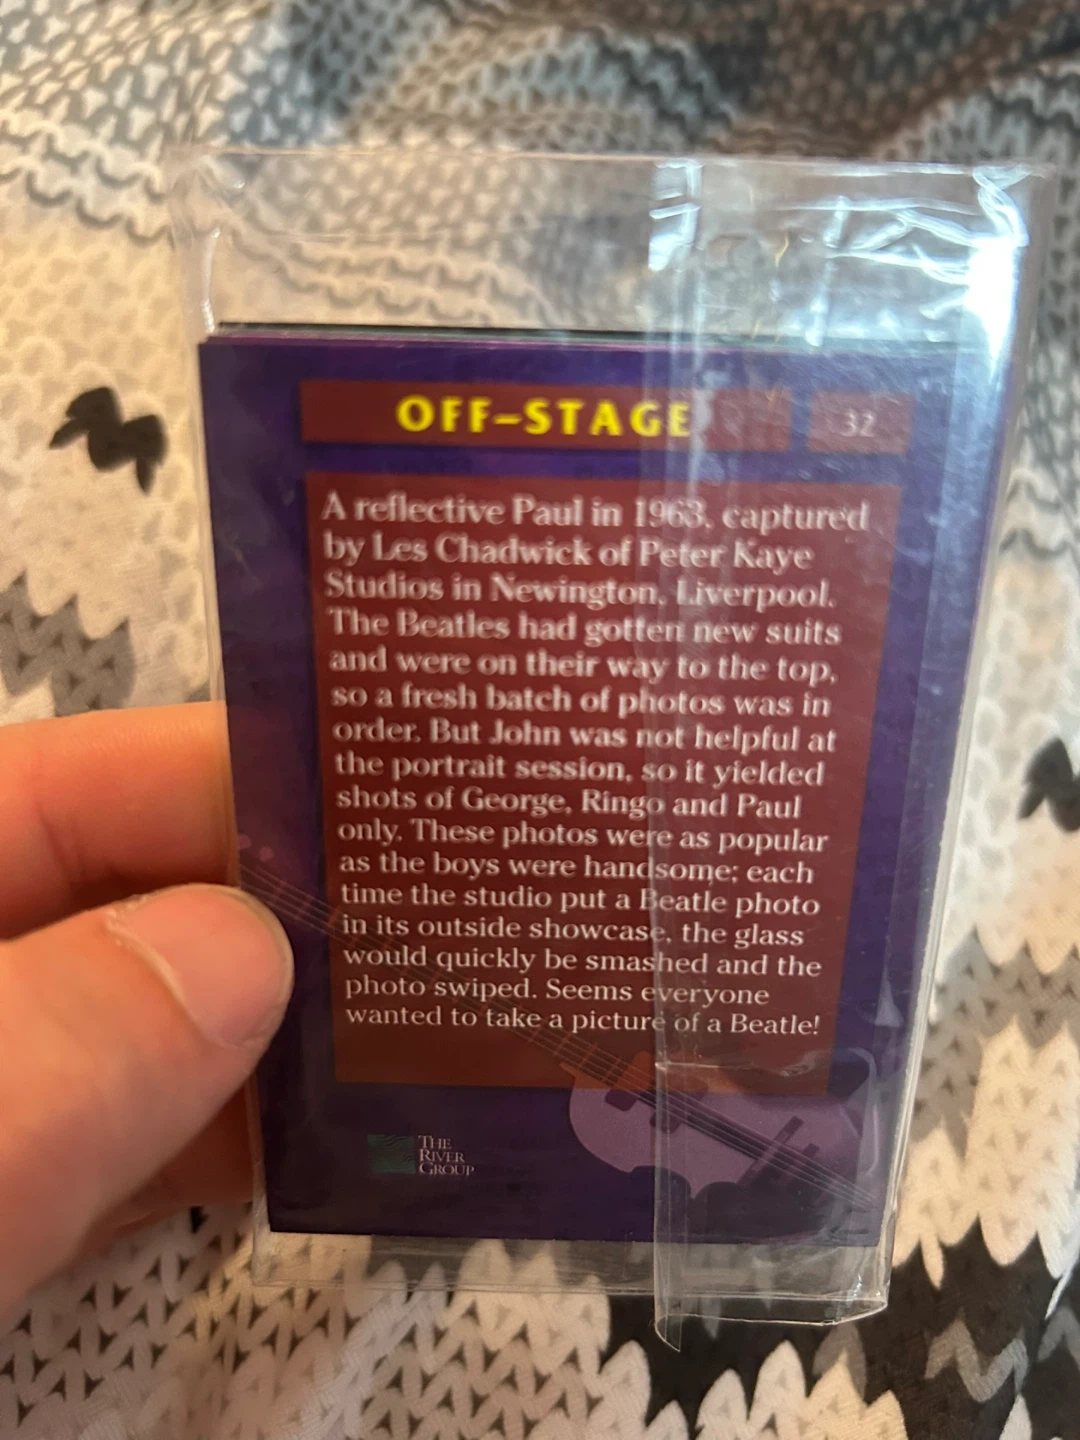 OFF-STAGE
32
A reflective Paul in 1963, captured
by Les Chadwick of Peter Kaye
Studios in Newington, Liverpool.
The Beatles had gotten new suits
and were on their way to the top,
so a fresh batch of photos was in
order. But John was not helpful at
the portrait session, so it yielded
shots of George, Ringo and Paul
only. These photos were as popular
as the boys were handsome; each
time the studio put a Beatle photo
in its outside showcase, the glass
would quickly be smashed and the
photo swiped. Seems everyone
wanted to take a picture of a Beatle!
THE
RIVER
GROUP